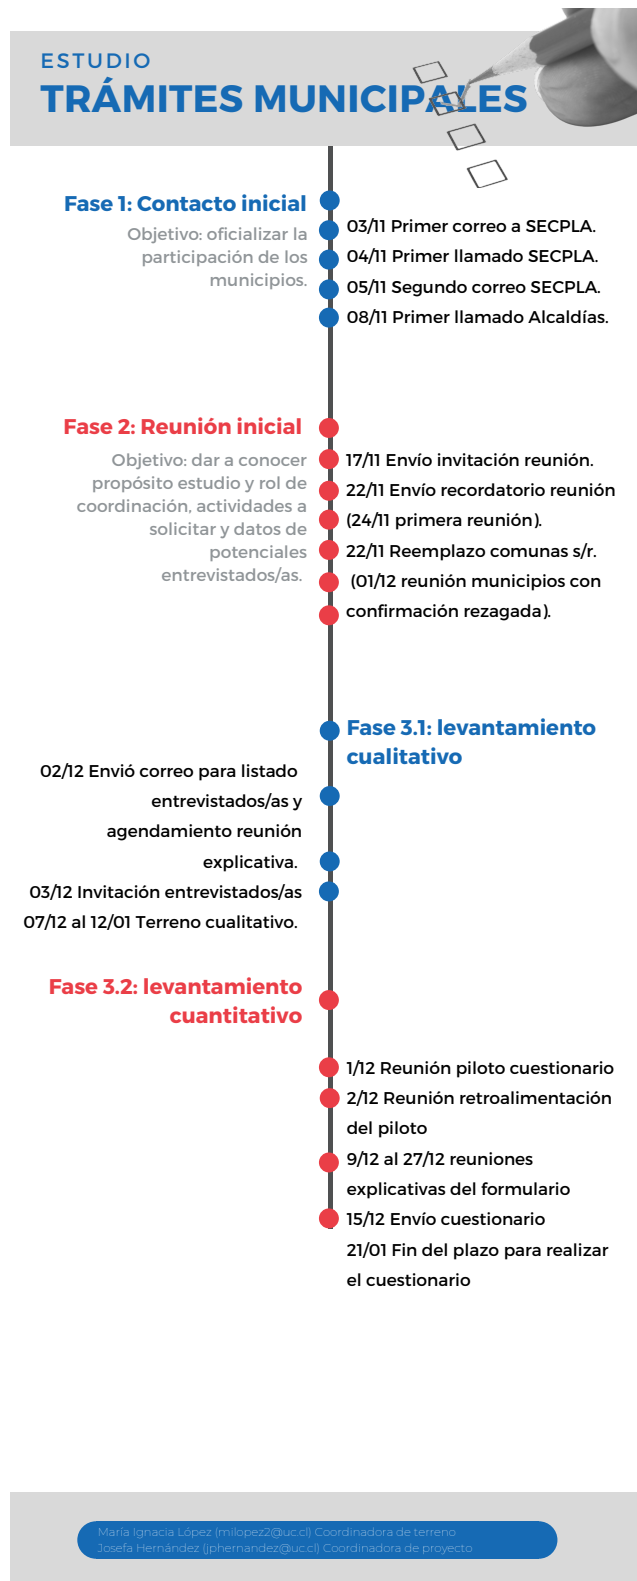 ESTUDIO
TRÁMITES MUNICIPALES
Fase 1: Contacto inicial
Objetivo: oficializar la
participación de los
municipios.
03/11 Primer correo a SECPLA.
04/11 Primer llamado SECPLA.
05/11 Segundo correo SECPLA.
08/11 Primer llamado Alcaldías.
Fase 2: Reunión inicial
Objetivo: dar a conocer
propósito estudio y rol de
coordinación, actividades a
solicitar y datos de
potenciales
entrevistados/as.
17/11 Envío invitación reunión.
22/11 Envío recordatorio reunión
(24/11 primera reunión).
22/11 Reemplazo comunas s/r.
(01/12 reunión municipios con
confirmación rezagada).
Fase 3.1: levantamiento
cualitativo
02/12 Envió correo para listado
entrevistados/as y
agendamiento reunión
explicativa.
03/12 Invitación entrevistados/as
07/12 al 12/01 Terreno cualitativo.
Fase 3.2: levantamiento
cuantitativo
1/12 Reunión piloto cuestionario
2/12 Reunión retroalimentación
del piloto
9/12 al 27/12 reuniones
explicativas del formulario
15/12 Envío cuestionario
21/01 Fin del plazo para realizar
el cuestionario
María Ignacia López (milopez2@uc.cl) Coordinadora de terreno
Josefa Hernández (jphernandez@uc.cl) Coordinadora de proyecto